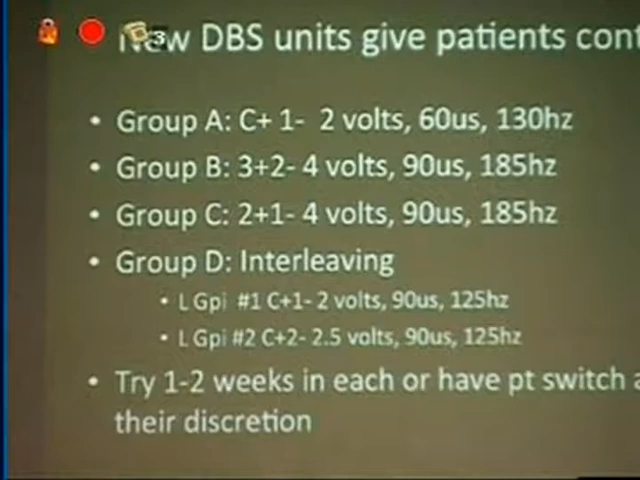 New DBS units give patients cont
• Group A: C+ 1-  2 volts, 60us, 130hz
• Group B: 3+2- 4 volts, 90us, 185hz
• Group C: 2+1- 4 volts, 90us, 185hz
• Group D: Interleaving
• L Gpi  #1 C+1- 2 volts, 90us, 125hz
• L Gpi #2 C+2- 2.5 volts, 90us, 125hz
• Try 1-2 weeks in each or have pt switch a
their discretion